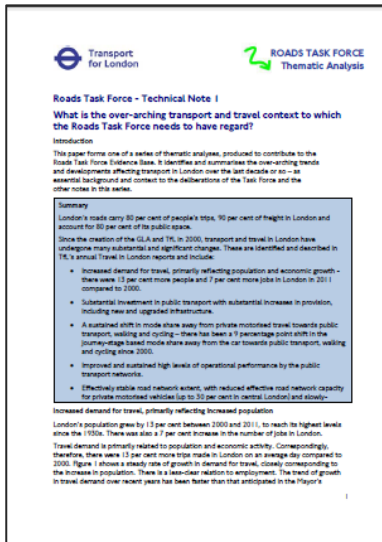 Transport
for London
ROADS TASK FORCE
Thematic Analysis
Roads Task Force - Technical Note 1
What is the over-arching transport and travel context to which
the Roads Task Force needs to have regard?
Introduction
This paper forms one of a series of thematic analyses, produced to contribute to the
Roads Task Force Evidence Base. It identifies and summarises the over-arching trends
and developments affecting transport in London over the last decade or so – as
essential background and context to the deliberations of the Task Force and the
other notes in this series.
Summary
London's roads carry 80 per cent of people's trips, 90 per cent of freight in London and
account for 80 per cent of its public space.
Since the creation of the GLA and TfL in 2000, transport and travel in London have
undergone many substantial and significant changes. These are identified and described in
TfL's annual Travel in London reports and include:
• Increased demand for travel, primarily reflecting population and economic growth -
there were 13 per cent more people and 7 per cent more jobs in London in 2011
compared to 2000.
• Substantial investment in public transport with substantial increases in provision,
including new and upgraded infrastructure.
• A sustained shift in mode share away from private motorised travel towards public
transport, walking and cycling – there has been a 9 percentage point shift in the
journey-stage based mode share away from the car towards public transport, walking
and cycling since 2000.
• Improved and sustained high levels of operational performance by the public
transport networks.
• Effectively stable road network extent, with reduced effective road network capacity
for private motorised vehicles (up to 30 per cent in central London) and slowly-
Increased demand for travel, primarily reflecting increased population
London's population grew by 13 per cent between 2000 and 2011, to reach its highest levels
since the 1930s. There was also a 7 per cent increase in the number of jobs in London.
Travel demand is primarily related to population and economic activity. Correspondingly,
therefore, there were 13 per cent more trips made in London on an average day compared to
2000. Figure 1 shows a steady rate of growth in demand for travel, closely corresponding to
the increase in population. There is a less-clear relation to employment. The trend of growth
in travel demand over recent years has been faster than that anticipated in the Mayor's
1